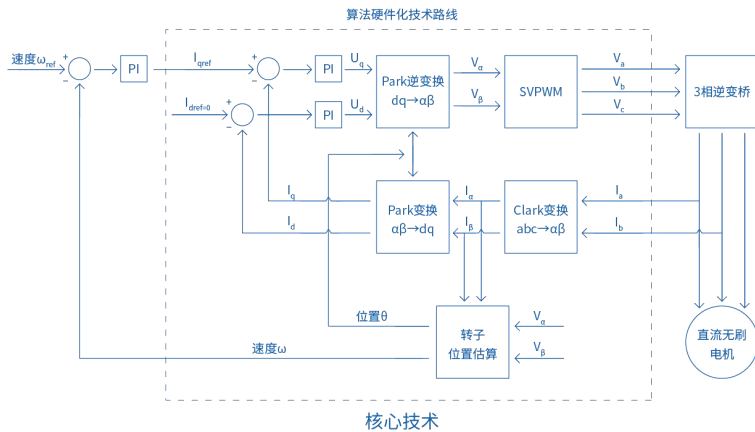 算法硬件化技术路线
速度ωref
+
−
PI
Iqref
+
−
PI
Uq
Park逆变换
dq→αβ
Vα
Vβ
SVPWM
Va
Vb
Vc
3相逆变桥
Idref=0
+
−
PI
Ud
Iq
Id
Park变换
αβ→dq
Iα
Iβ
Clark变换
abc→αβ
Ia
Ib
位置θ
速度ω
转子
位置估算
Vα
Vβ
直流无刷
电机
核心技术